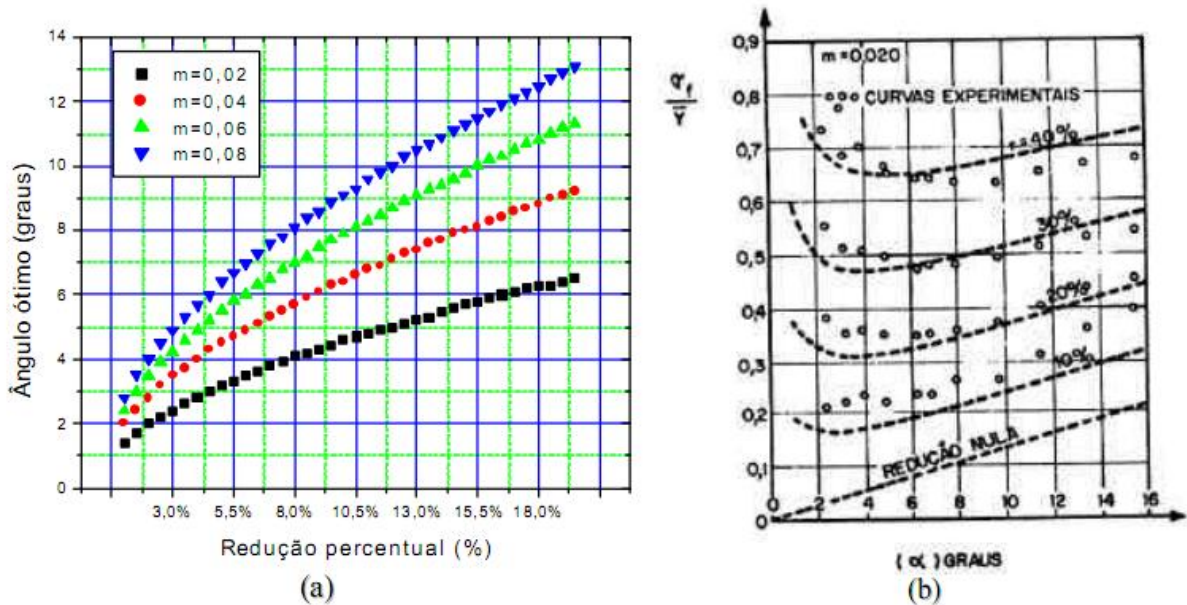 14
12
10
8
6
4
2
0
Ângulo ótimo (graus)
m=0,02
m=0,04
m=0,06
m=0,08
3,0% 5,5% 8,0% 10,5% 13,0% 15,5% 18,0%
Redução percentual (%)
(a)
0,9
0,8
0,7
0,6
0,5
0,4
0,3
0,2
0,1
0
σf
Y
m=0,020
CURVAS EXPERIMENTAIS
r=40%
30%
20%
10%
REDUÇÃO NULA
0 2 4 6 8 10 12 14 16
(α) GRAUS
(b)